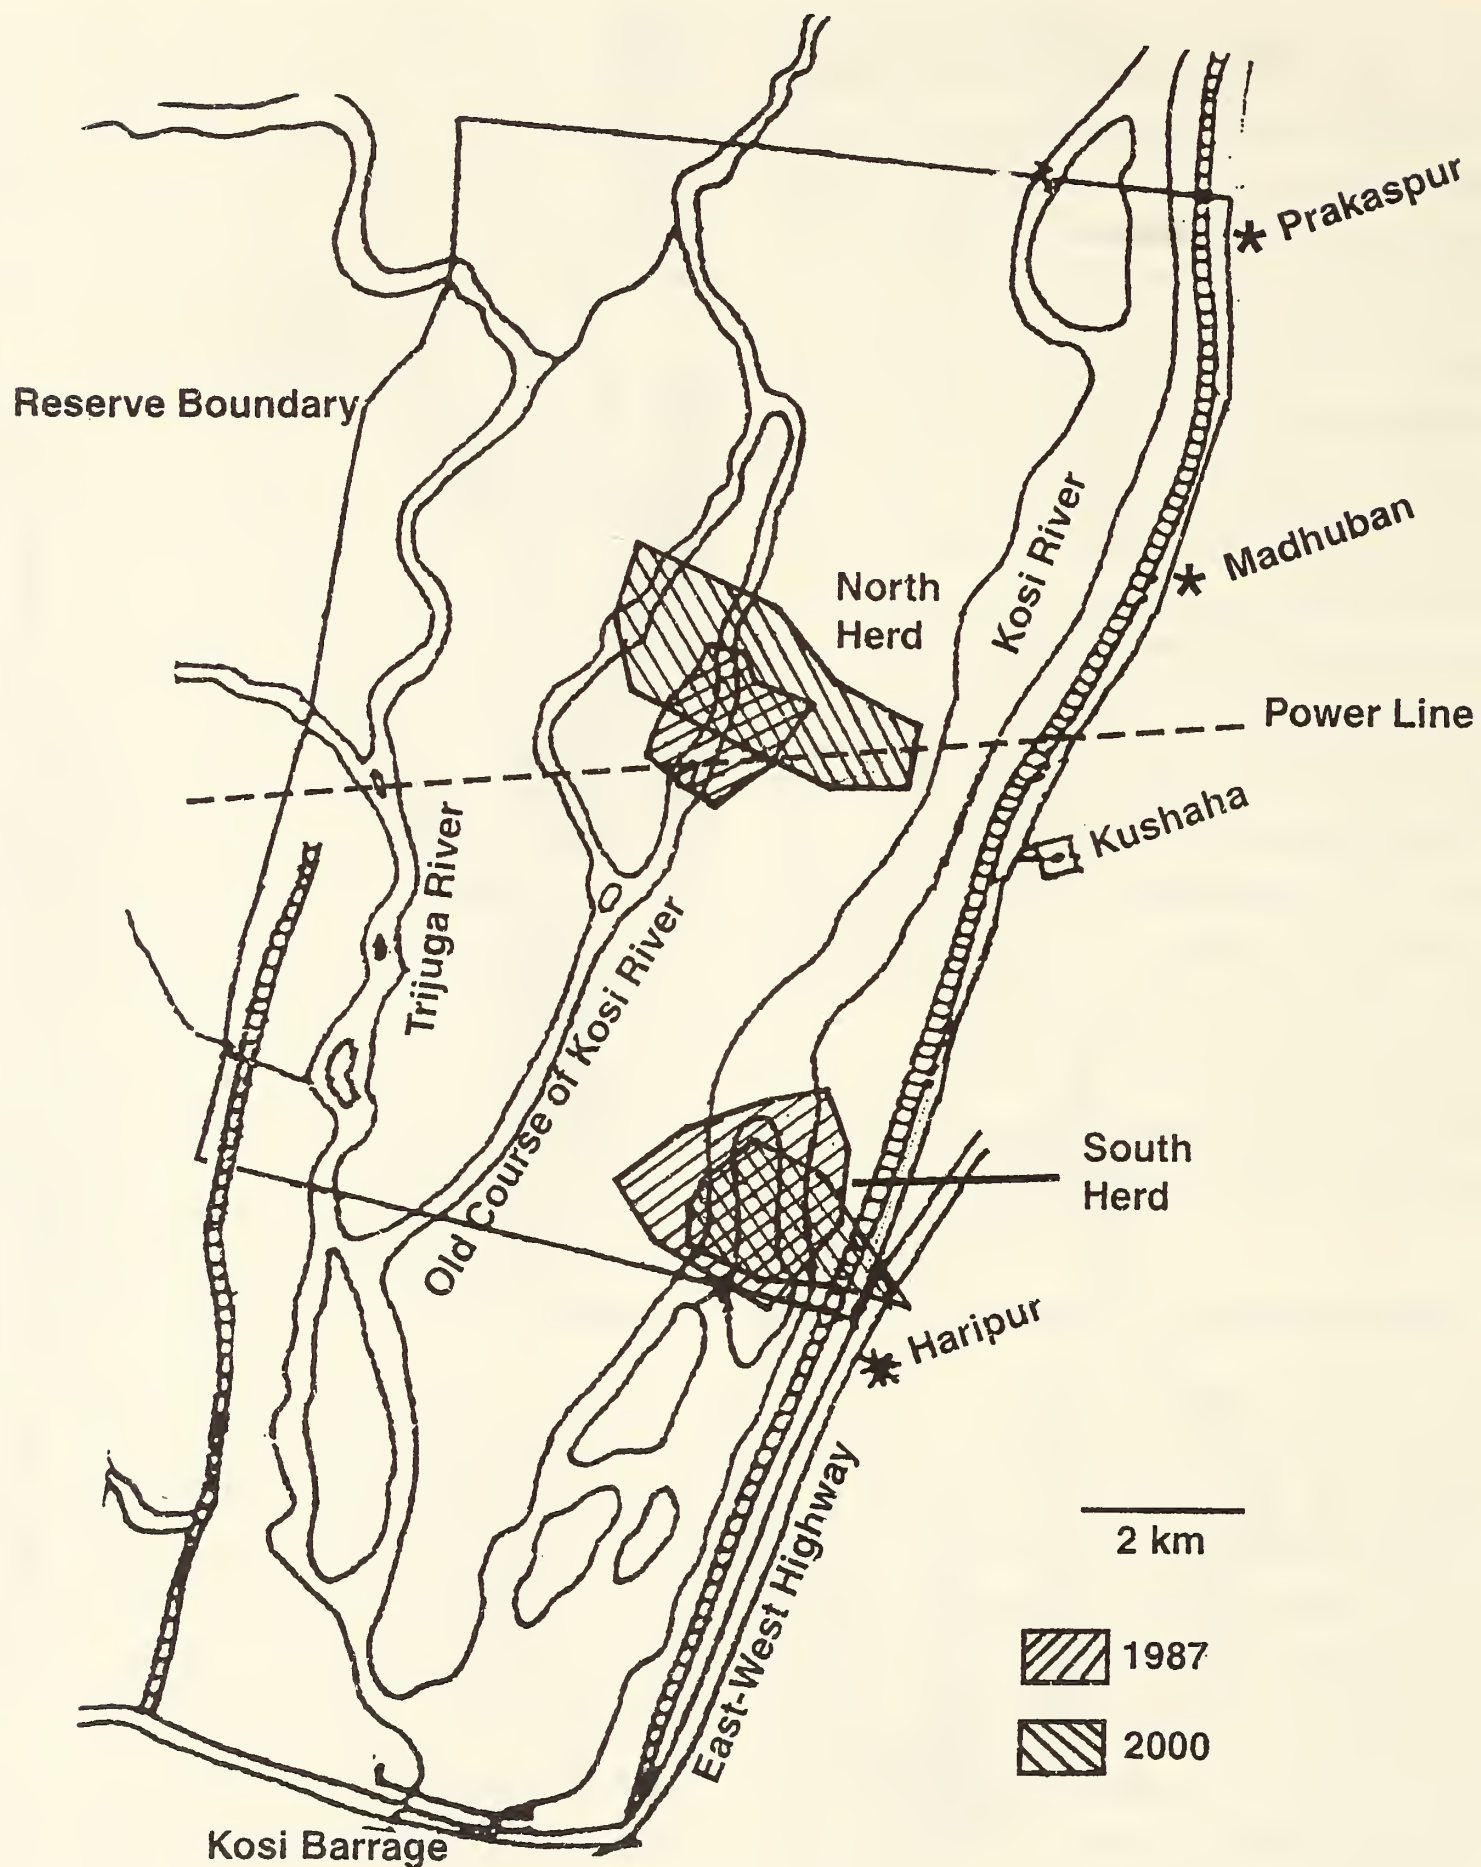 Prakaspur
Reserve Boundary
Kosi River
Madhuban
North
Herd
Power Line
Kushaha
Trijuga River
Old Course of Kosi River
South
Herd
Haripur
East-West Highway
2 km
1987
2000
Kosi Barrage